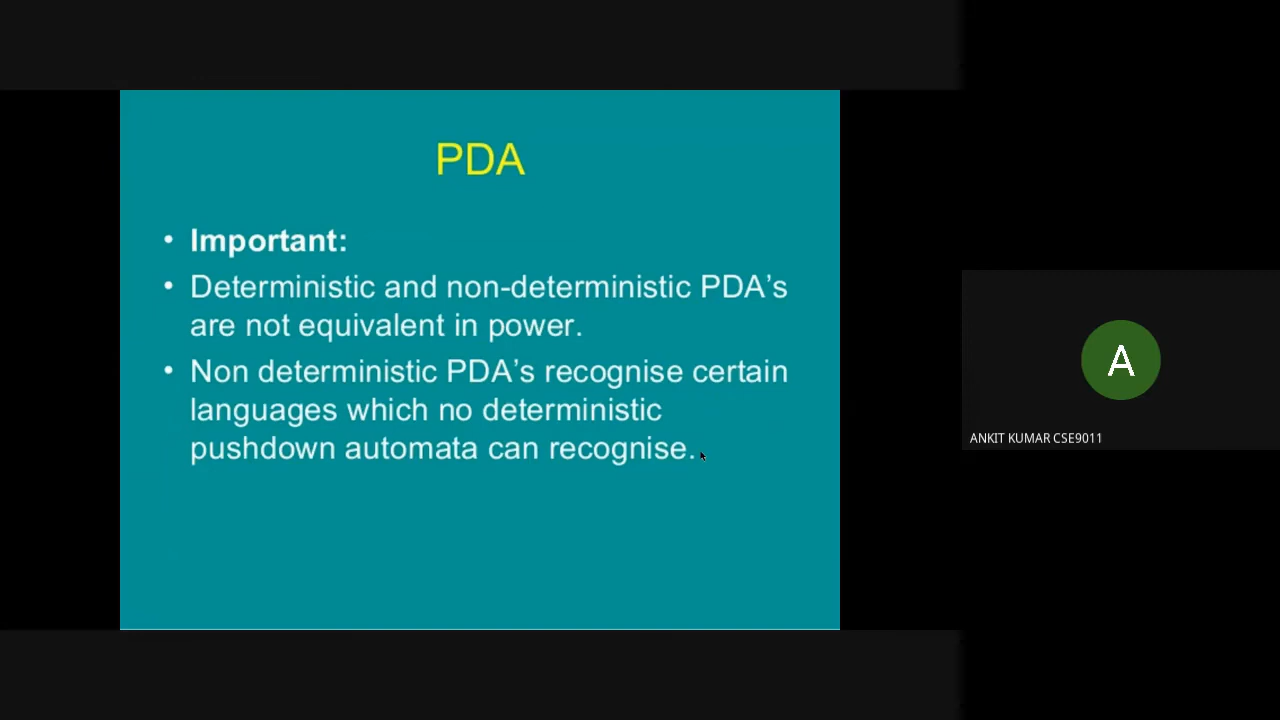 PDA
• Important:
• Deterministic and non-deterministic PDA’s
are not equivalent in power.
• Non deterministic PDA’s recognise certain
languages which no deterministic
pushdown automata can recognise.
A
ANKIT KUMAR CSE9011